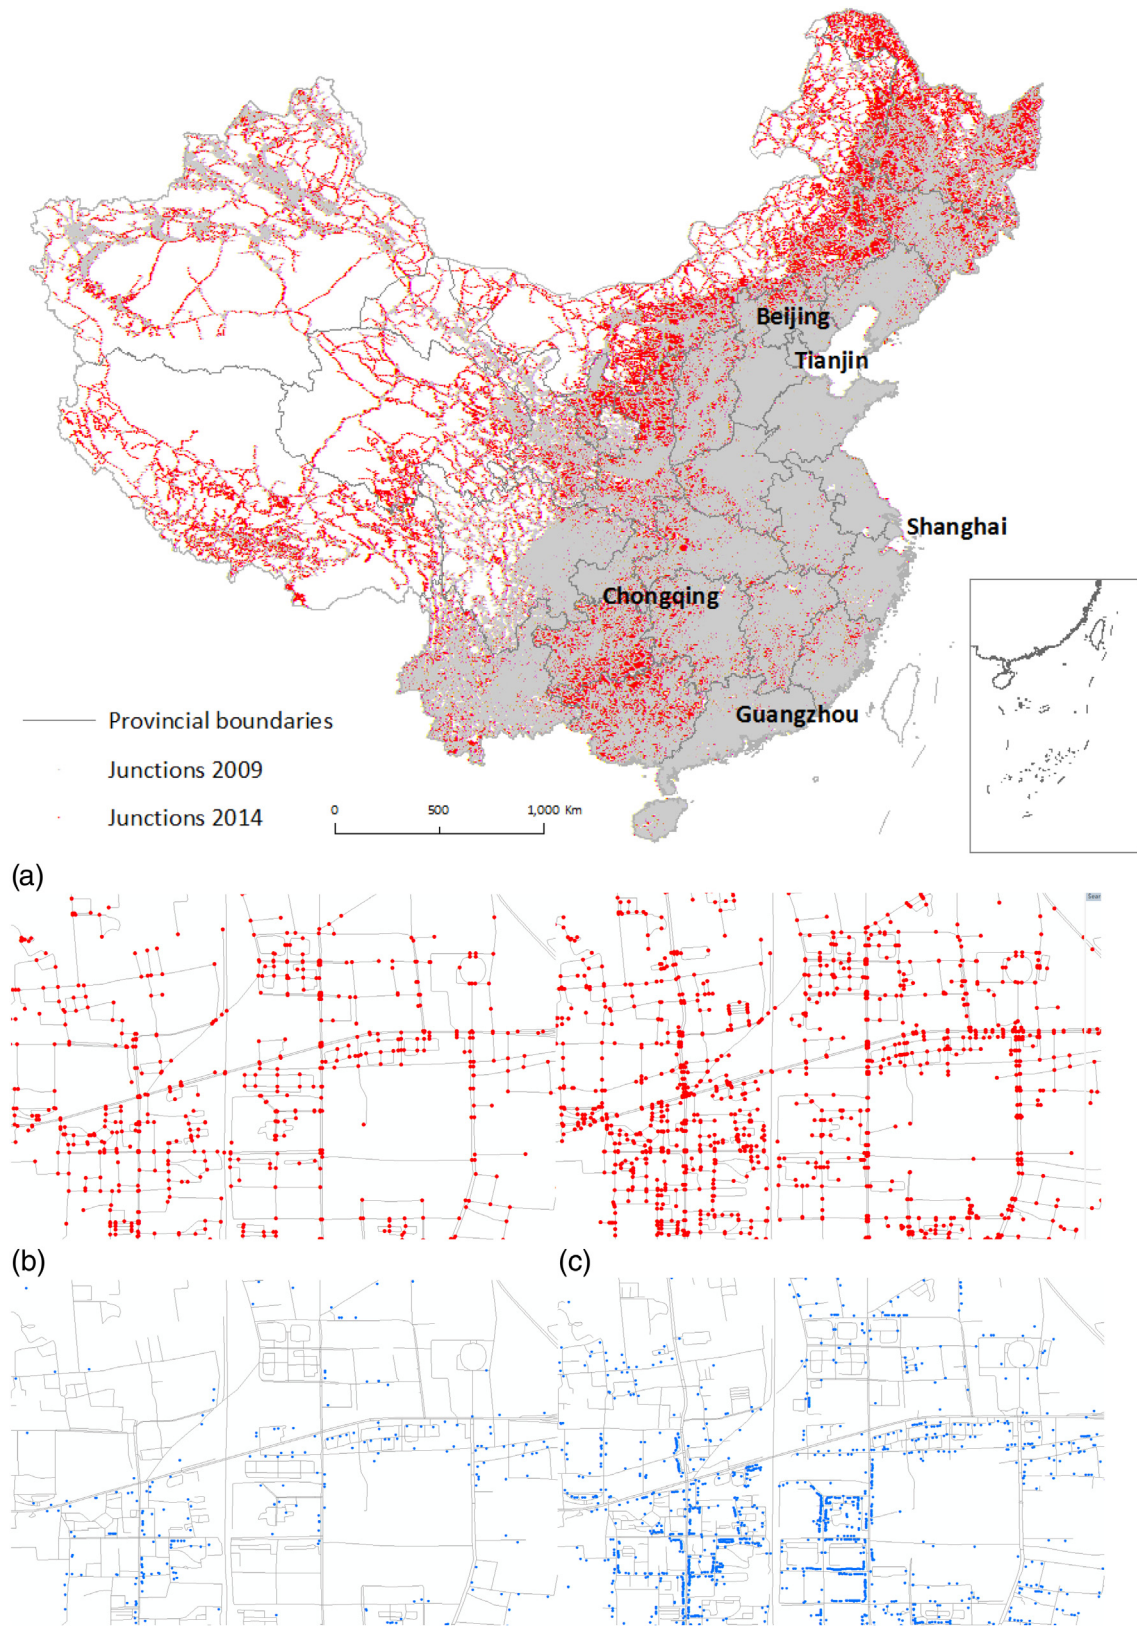 Beijing
Tianjin
Shanghai
Chongqing
Guangzhou
Provincial boundaries
Junctions 2009
Junctions 2014
0 500 1,000 Km
(a)
(b)
(c)